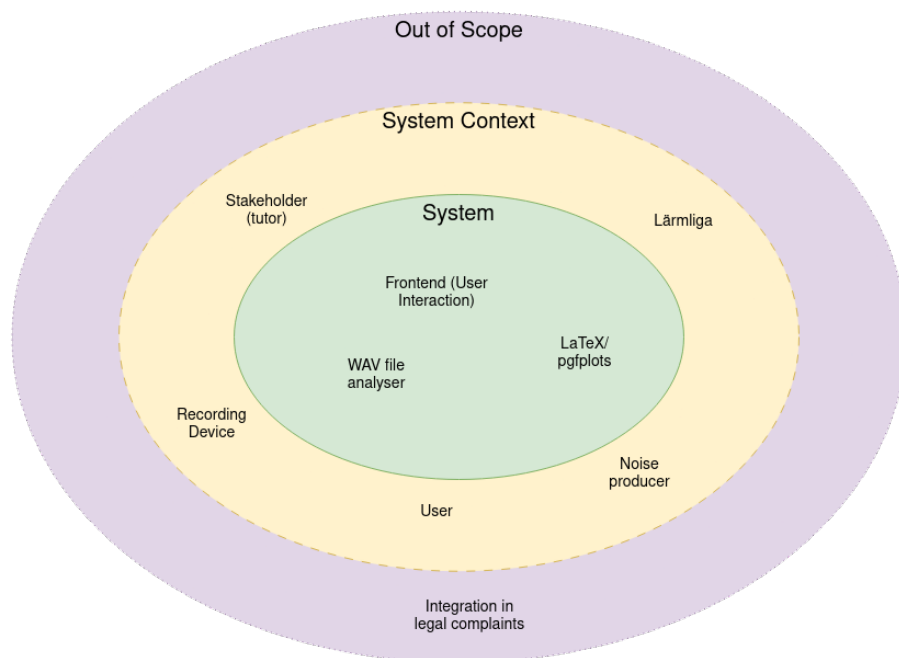 Out of Scope
System Context
Stakeholder
(tutor)
System
Lärmliga
Frontend (User
Interaction)
LaTeX/
pgfplots
WAV file
analyser
Recording
Device
Noise
producer
User
Integration in
legal complaints